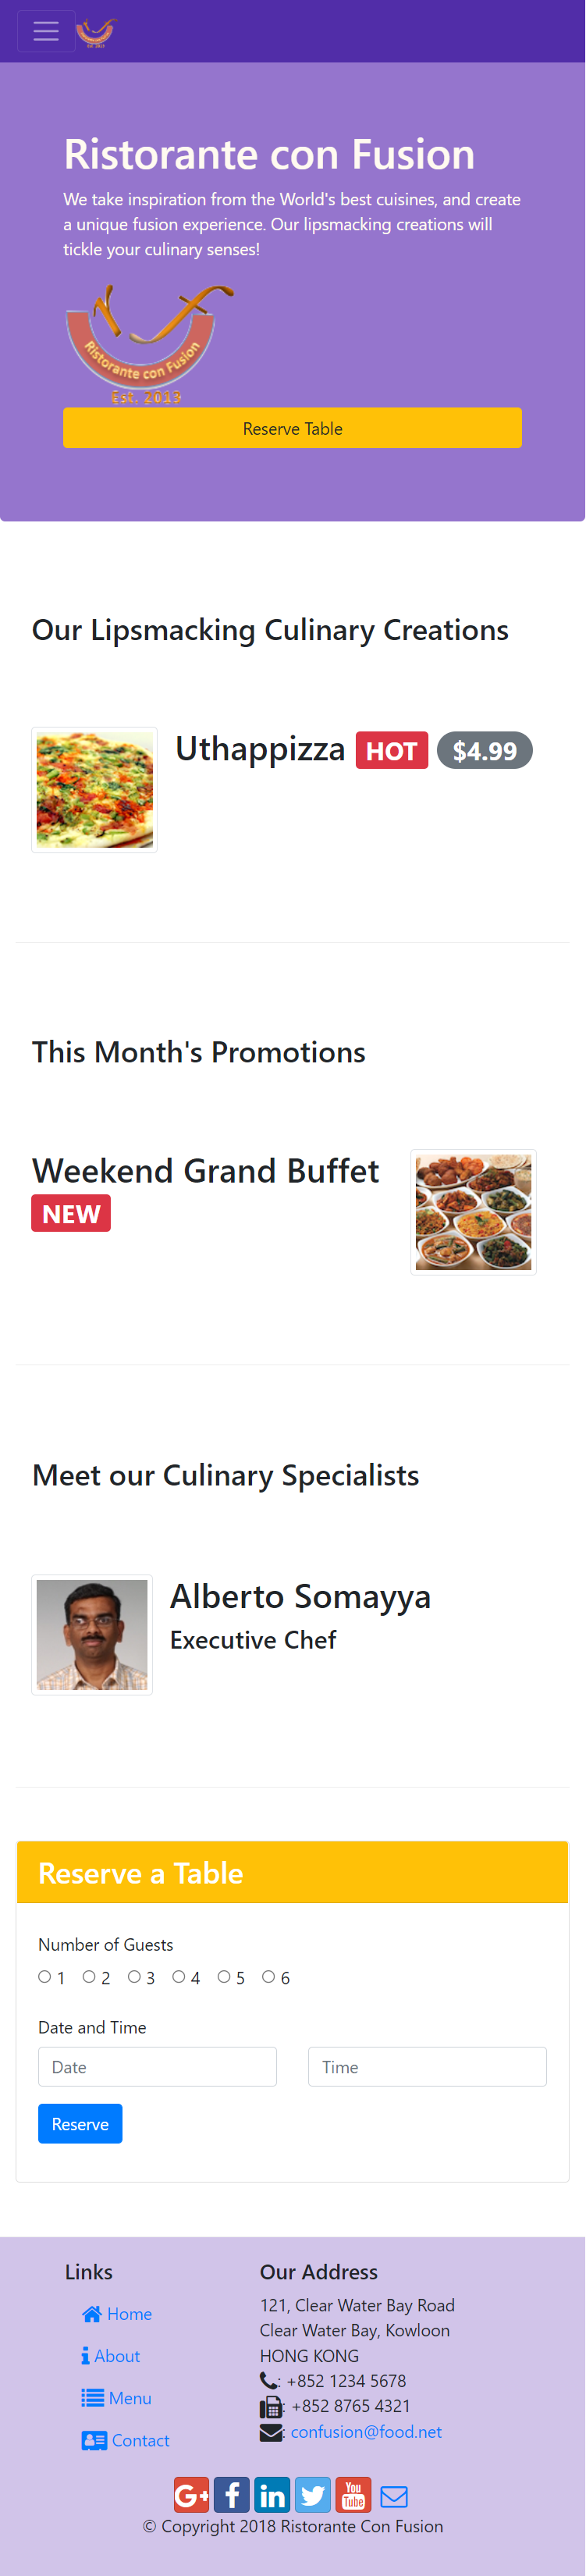 Est. 2013
Ristorante con Fusion
We take inspiration from the World's best cuisines, and create
a unique fusion experience. Our lipsmacking creations will
tickle your culinary senses!
Ristorante con Fusion
Est. 2013
Reserve Table
Our Lipsmacking Culinary Creations
Uthappizza HOT $4.99
This Month's Promotions
Weekend Grand Buffet
NEW
Meet our Culinary Specialists
Alberto Somayya
Executive Chef
Reserve a Table
Number of Guests
1 2 3 4 5 6
Date and Time
Date Time
Reserve
Links
Home
About
Menu
Contact
Our Address
121, Clear Water Bay Road
Clear Water Bay, Kowloon
HONG KONG
: +852 1234 5678
: +852 8765 4321
: confusion@food.net
G+ f in You Tube
© Copyright 2018 Ristorante Con Fusion